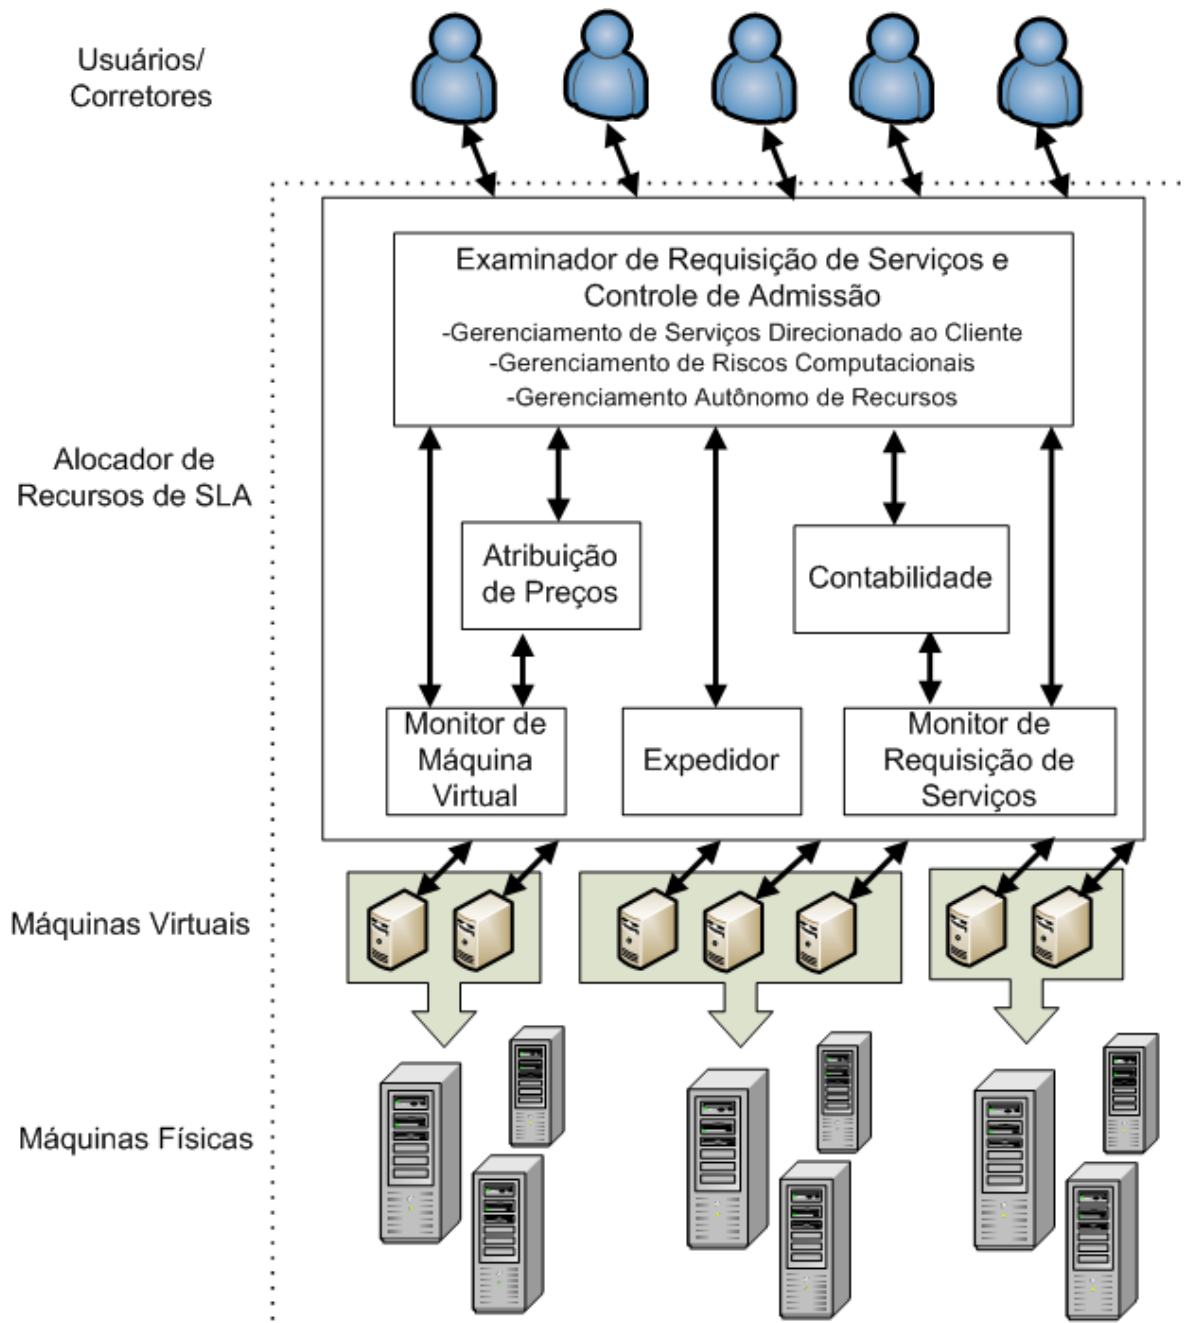 Usuários/
Corretores
Examinador de Requisição de Serviços e
Controle de Admissão
-Gerenciamento de Serviços Direcionado ao Cliente
-Gerenciamento de Riscos Computacionais
-Gerenciamento Autônomo de Recursos
Alocador de
Recursos de SLA
Atribuição
de Preços
Contabilidade
Monitor de
Máquina
Virtual
Expedidor
Monitor de
Requisição de
Serviços
Máquinas Virtuais
Máquinas Físicas